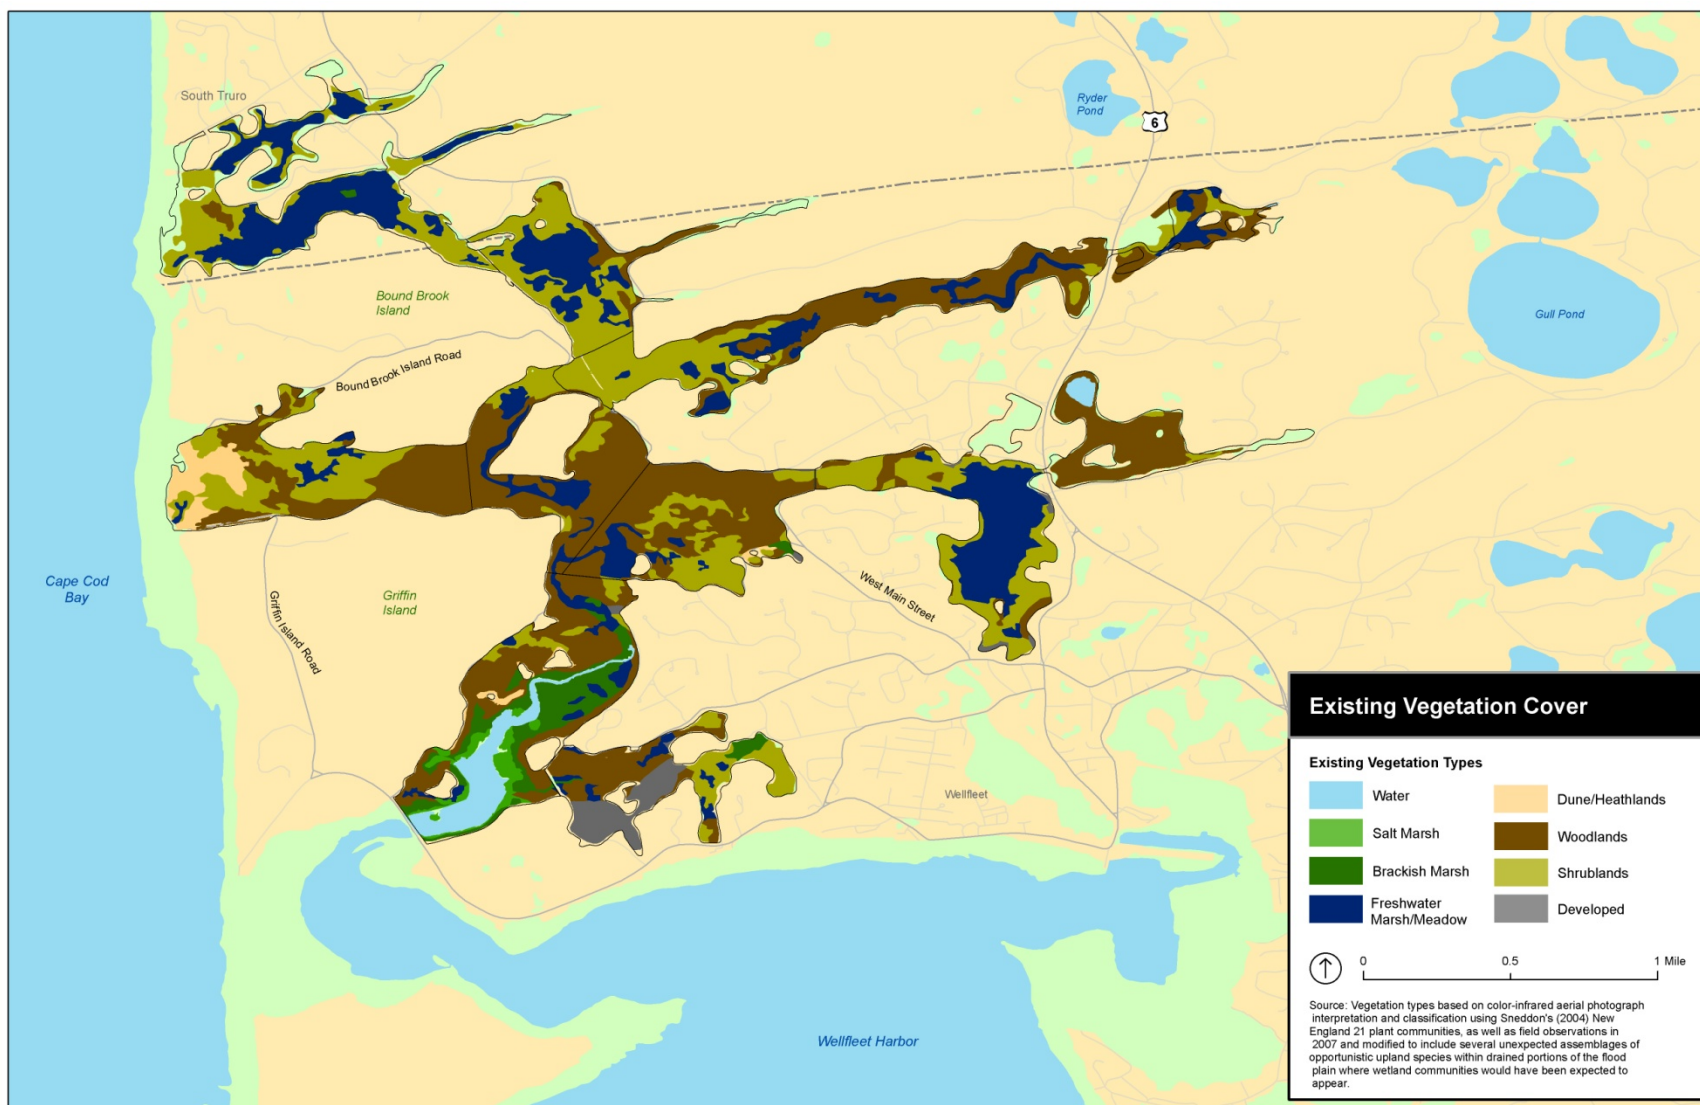 South Truro
Ryder
Pond
6
Bound Brook
Island
Gull Pond
Bound Brook Island Road
Cape Cod
Bay
Griffin
Island
Griffin Island Road
West Main Street
Wellfleet
Wellfleet Harbor
Existing Vegetation Cover
Existing Vegetation Types
Water
Salt Marsh
Brackish Marsh
Freshwater
Marsh/Meadow
Dune/Heathlands
Woodlands
Shrublands
Developed
0 0.5 1 Mile
Source: Vegetation types based on color-infrared aerial photograph
interpretation and classification using Sneddon's (2004) New
England 21 plant communities, as well as field observations in
2007 and modified to include several unexpected assemblages of
opportunistic upland species within drained portions of the flood
plain where wetland communities would have been expected to
appear.